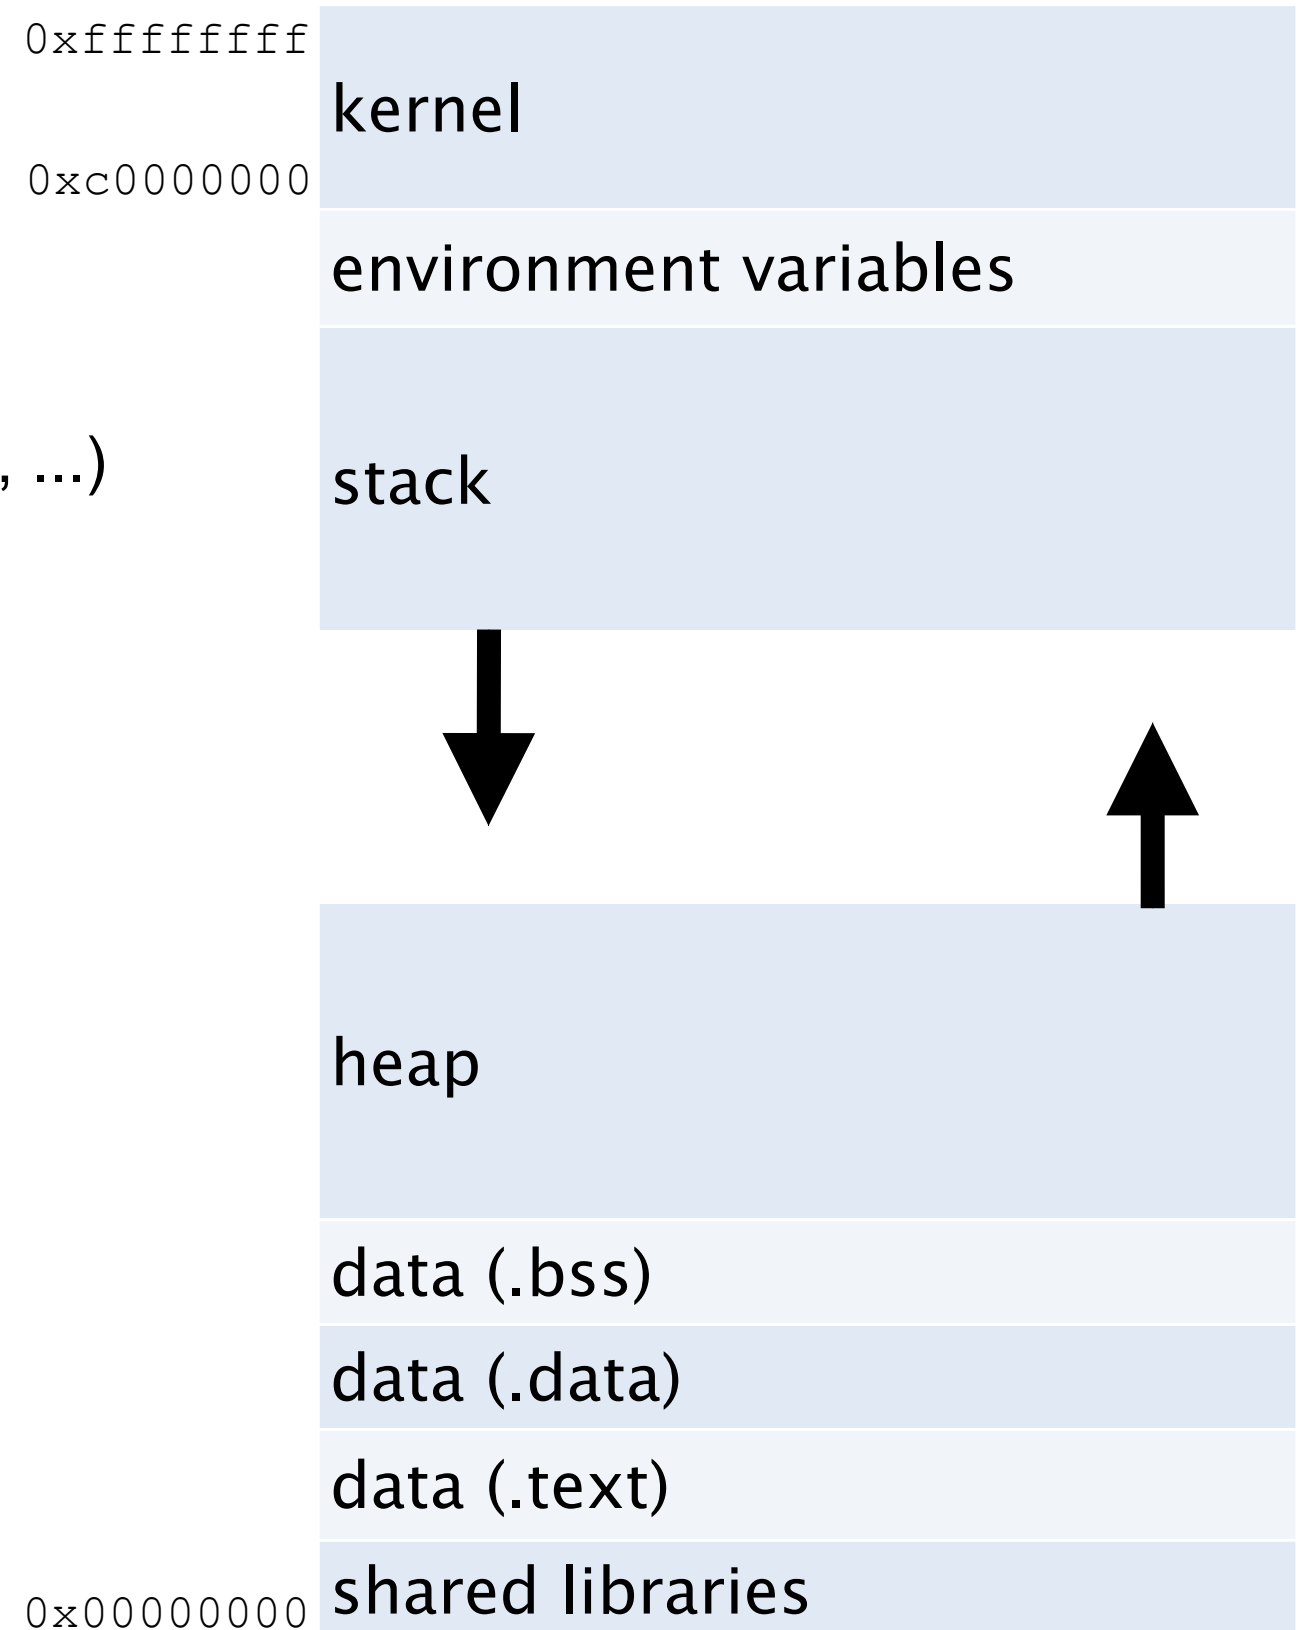 0xffffffff
kernel
0xc0000000
environment variables
, ...)
stack
heap
data (.bss)
data (.data)
data (.text)
shared libraries
0x00000000